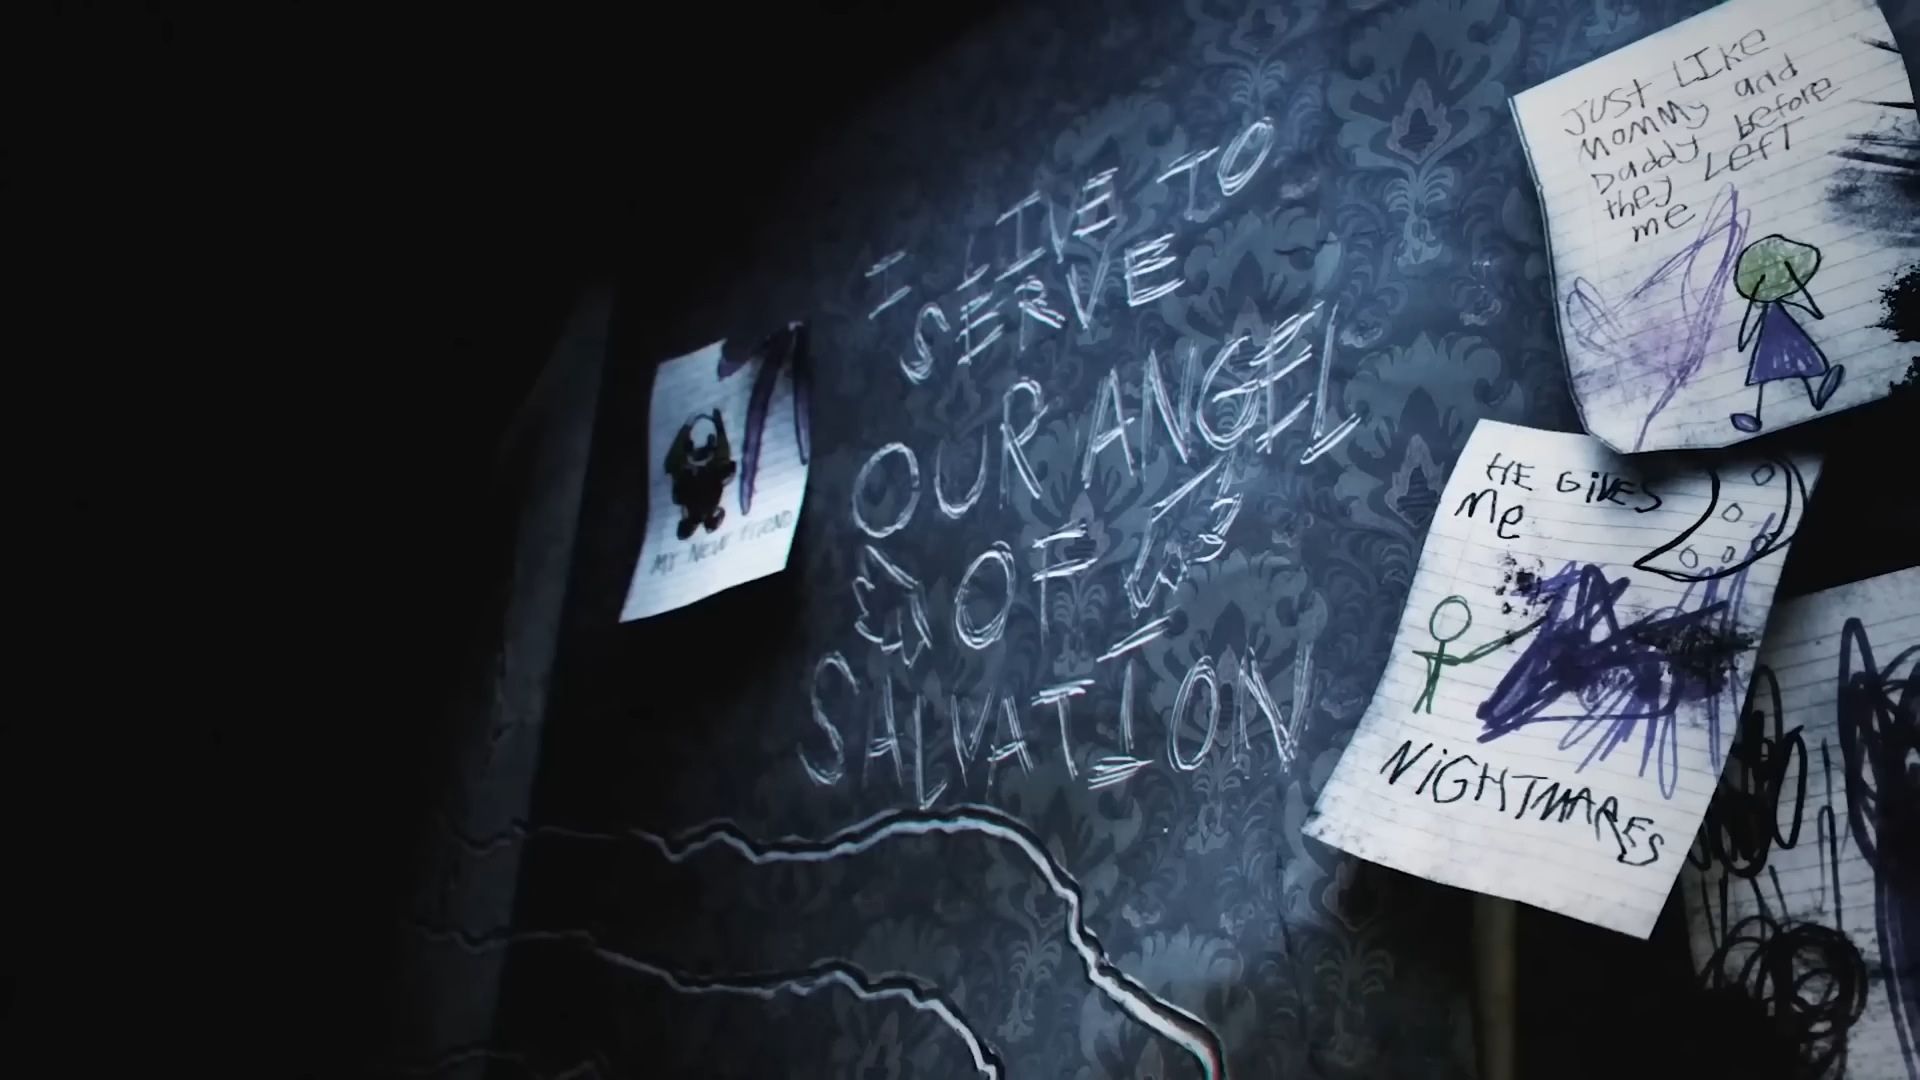 MY NEW FRIEND
I LIVE TO
SERVE
OUR ANGEL
OF
SALVATION
JUST LIKE
MOMMY and
Daddy before
they LEFT
me
HE GiVES
Me
NiGHTMARES